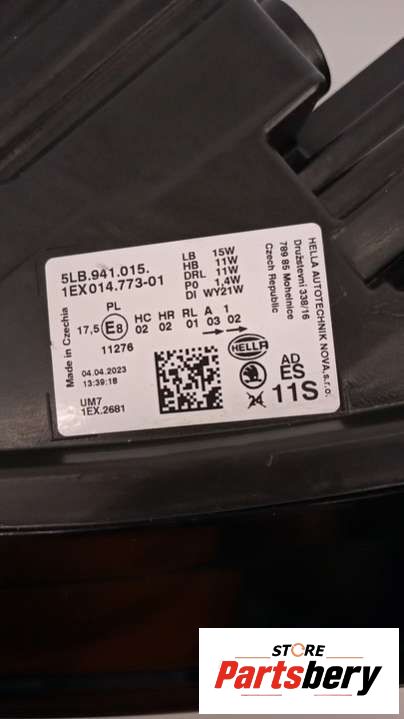 5LB.941.015.
1EX 014.773-01
LB 15W
HB 11W
DRL 11W
PO 1,4W
DI WY21W
HELLA AUTOTECHNIK NOVA, s.r.o.
Družstevní 338/16
789 85 Mohelnice
Czech Republic
Made in Czechia
PL
17,5 E8 HC HR RL A 1
02 02 01 03 02
11276
04.04.2023
13:39:18
UM7
1EX.2681
HELLA
AD
ES
11S
STORE
Partsbery